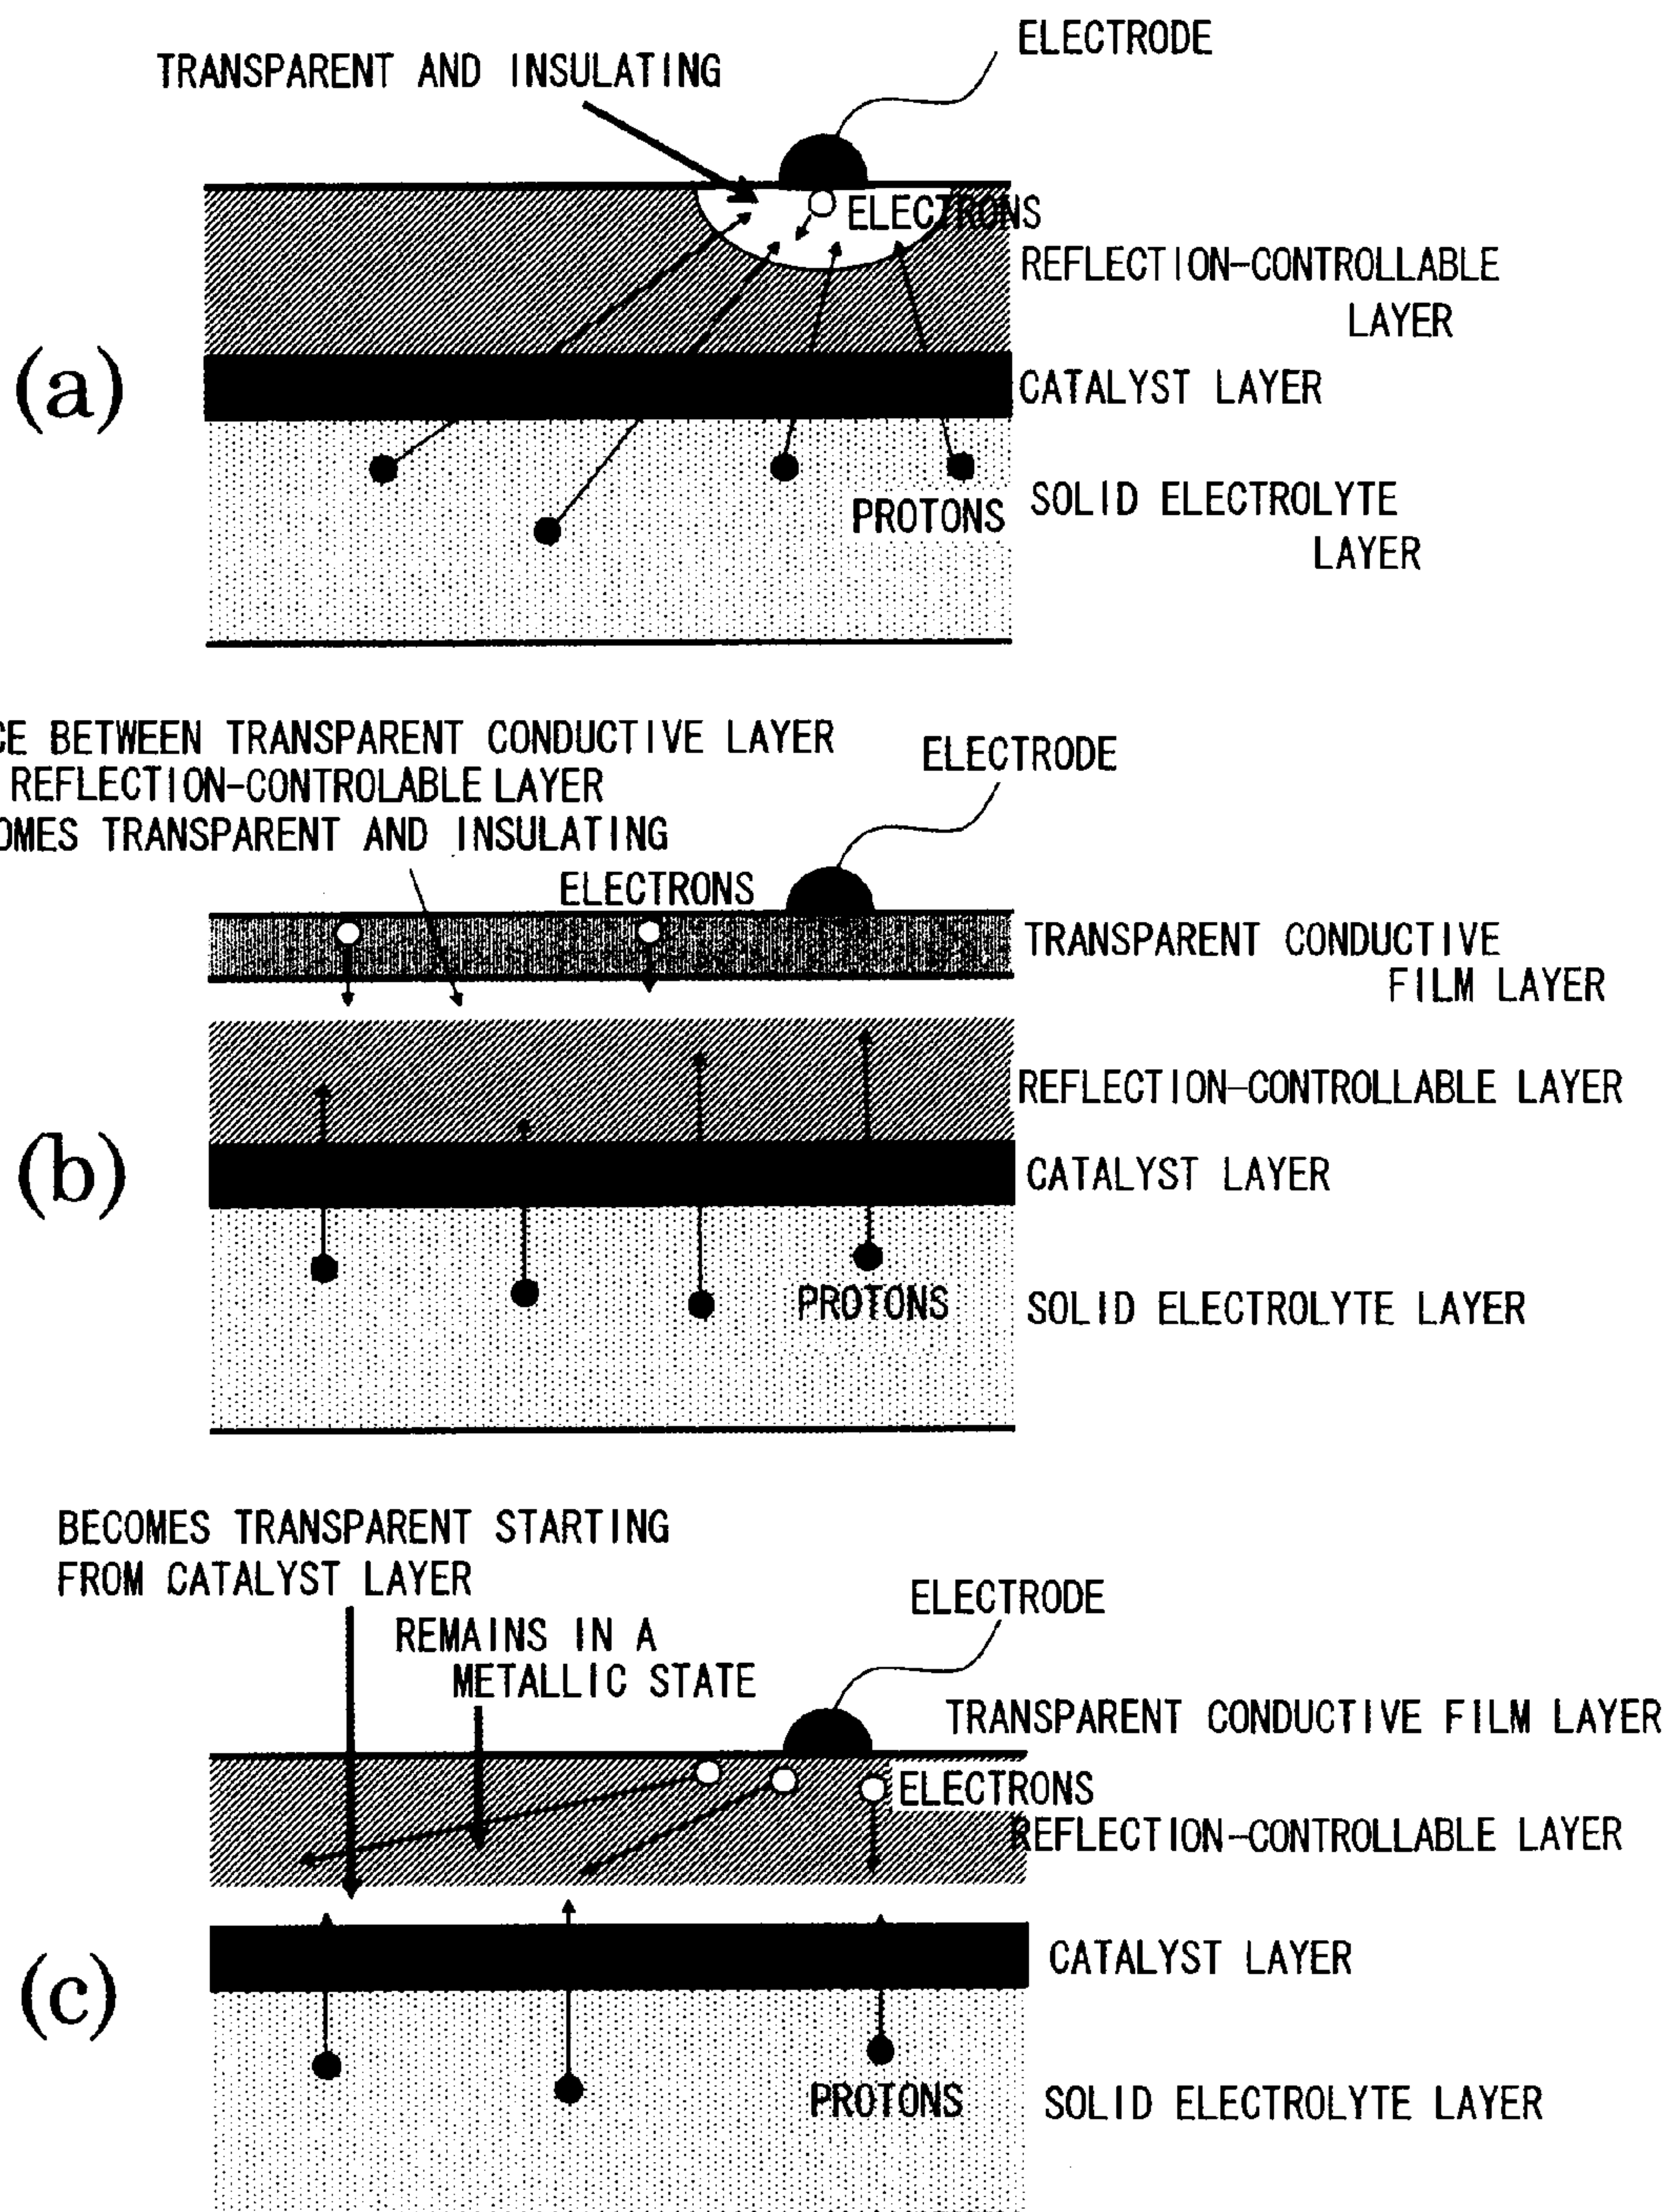 TRANSPARENT AND INSULATING
ELECTRODE
ELECTRONS
REFLECTION-CONTROLLABLE
LAYER
(a)
CATALYST LAYER
PROTONS
SOLID ELECTROLYTE
LAYER
BETWEEN TRANSPARENT CONDUCTIVE LAYER
REFLECTION-CONTROLABLE LAYER
TRANSPARENT AND INSULATING
ELECTRODE
ELECTRONS
TRANSPARENT CONDUCTIVE
FILM LAYER
REFLECTION-CONTROLLABLE LAYER
(b)
CATALYST LAYER
PROTONS
SOLID ELECTROLYTE LAYER
BECOMES TRANSPARENT STARTING
FROM CATALYST LAYER
ELECTRODE
REMAINS IN A
METALLIC STATE
TRANSPARENT CONDUCTIVE FILM LAYER
ELECTRONS
REFLECTION-CONTROLLABLE LAYER
(c)
CATALYST LAYER
PROTONS
SOLID ELECTROLYTE LAYER